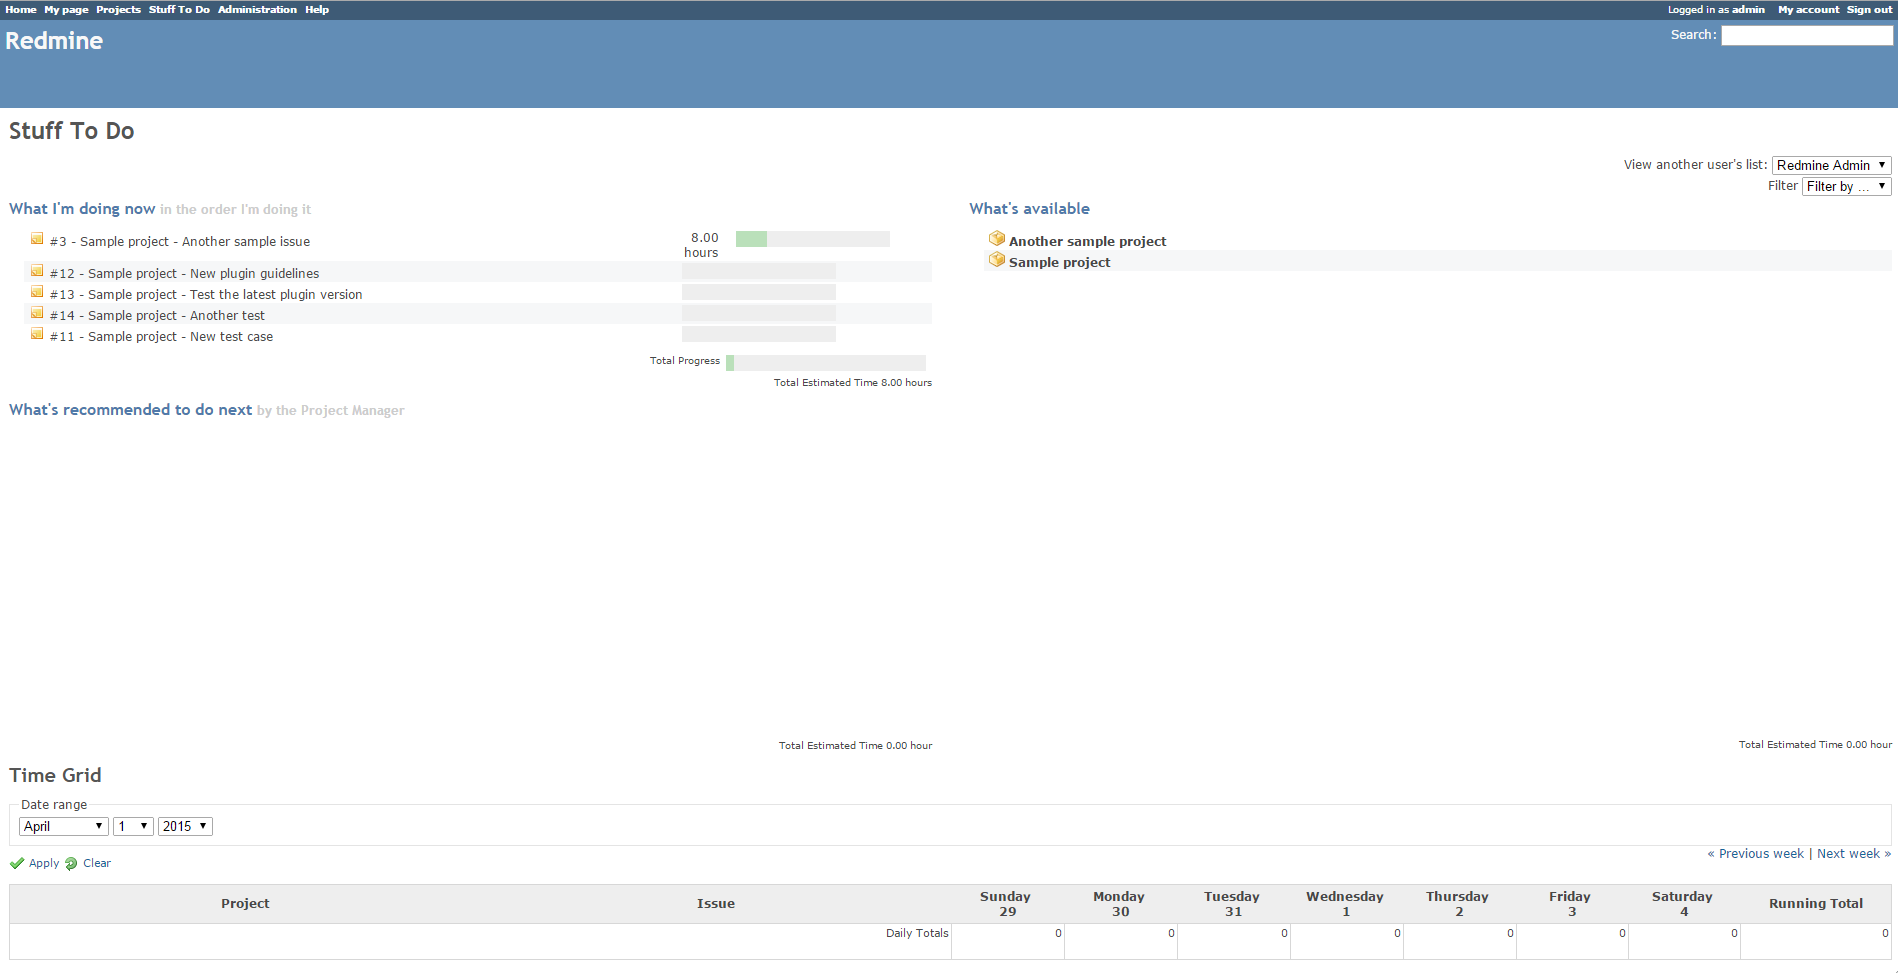 Home My page Projects Stuff To Do Administration Help
Logged in as admin My account Sign out
Redmine
Search:
Stuff To Do
View another user's list: Redmine Admin
Filter Filter by ...
What I'm doing now in the order I'm doing it
#3 - Sample project - Another sample issue 8.00 hours
#12 - Sample project - New plugin guidelines
#13 - Sample project - Test the latest plugin version
#14 - Sample project - Another test
#11 - Sample project - New test case
Total Progress
Total Estimated Time 8.00 hours
What's available
Another sample project
Sample project
What's recommended to do next by the Project Manager
Total Estimated Time 0.00 hour
Total Estimated Time 0.00 hour
Time Grid
Date range
April 1 2015
Apply Clear
« Previous week | Next week »
Project Issue Sunday 29 Monday 30 Tuesday 31 Wednesday 1 Thursday 2 Friday 3 Saturday 4 Running Total
Daily Totals 0 0 0 0 0 0 0 0